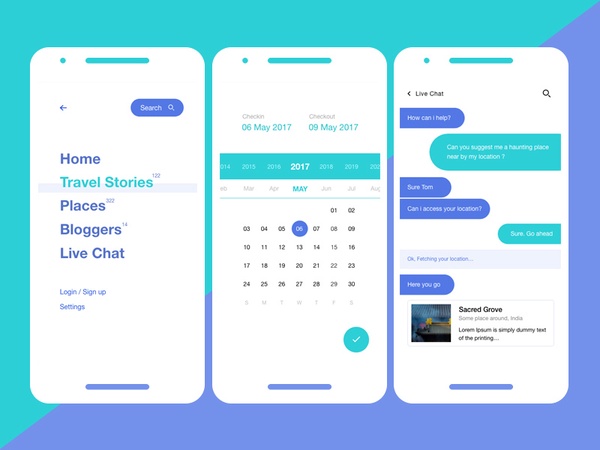 Search
Home
Travel Stories 122
Places 322
Bloggers 14
Live Chat
Login / Sign up
Settings
Checkin Checkout
06 May 2017 09 May 2017
014 2015 2016 2017 2018 2019 202
eb Mar Apr MAY Jun Jul Aug
01 02
03 04 05 06 07 08 09
10 11 12 13 14 15 16
17 18 19 20 21 22 23
24 25 26 27 28 29 30
S M T W T F S
Live Chat
How can i help?
Can you suggest me a haunting place
near by my location ?
Sure Tom
Can i access your location?
Sure, Go ahead
Ok, Fetching your location...
Here you go
Sacred Grove
Some place around, India
Lorem Ipsum is simply dummy text
of the printing...